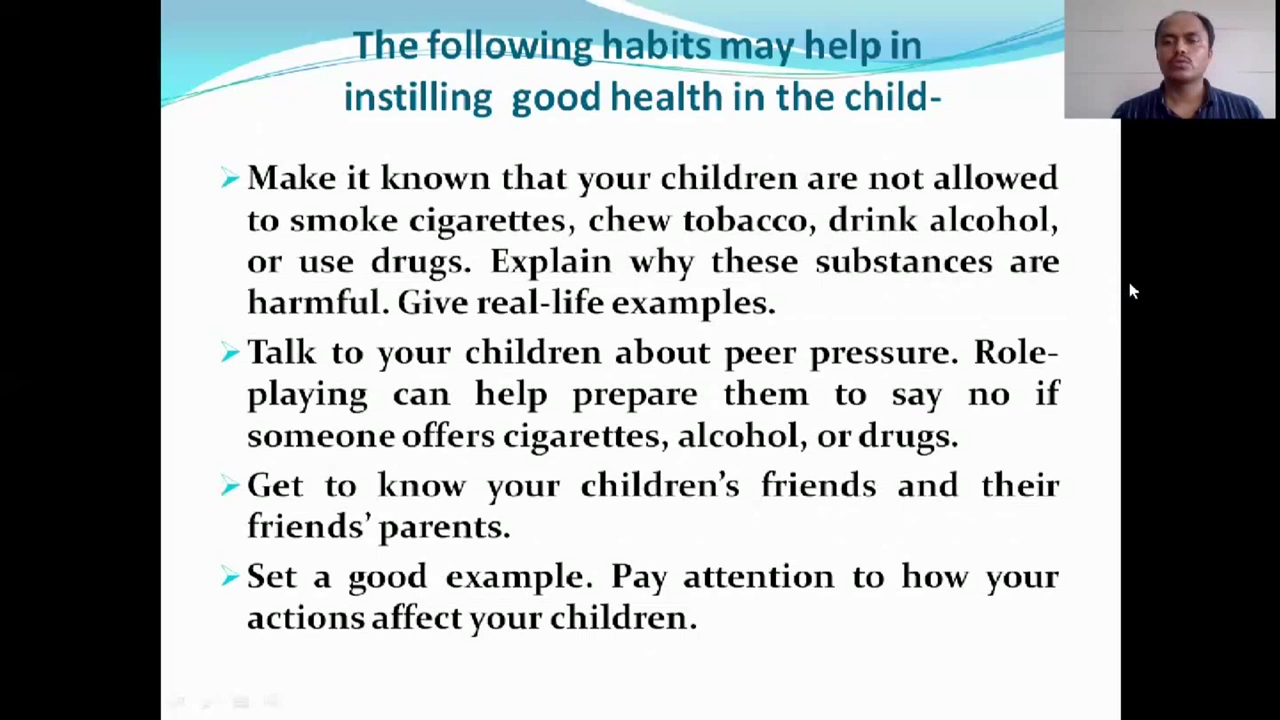 The following habits may help in
instilling good health in the child-
Make it known that your children are not allowed
to smoke cigarettes, chew tobacco, drink alcohol,
or use drugs. Explain why these substances are
harmful. Give real-life examples.
Talk to your children about peer pressure. Role-
playing can help prepare them to say no if
someone offers cigarettes, alcohol, or drugs.
Get to know your children’s friends and their
friends’ parents.
Set a good example. Pay attention to how your
actions affect your children.